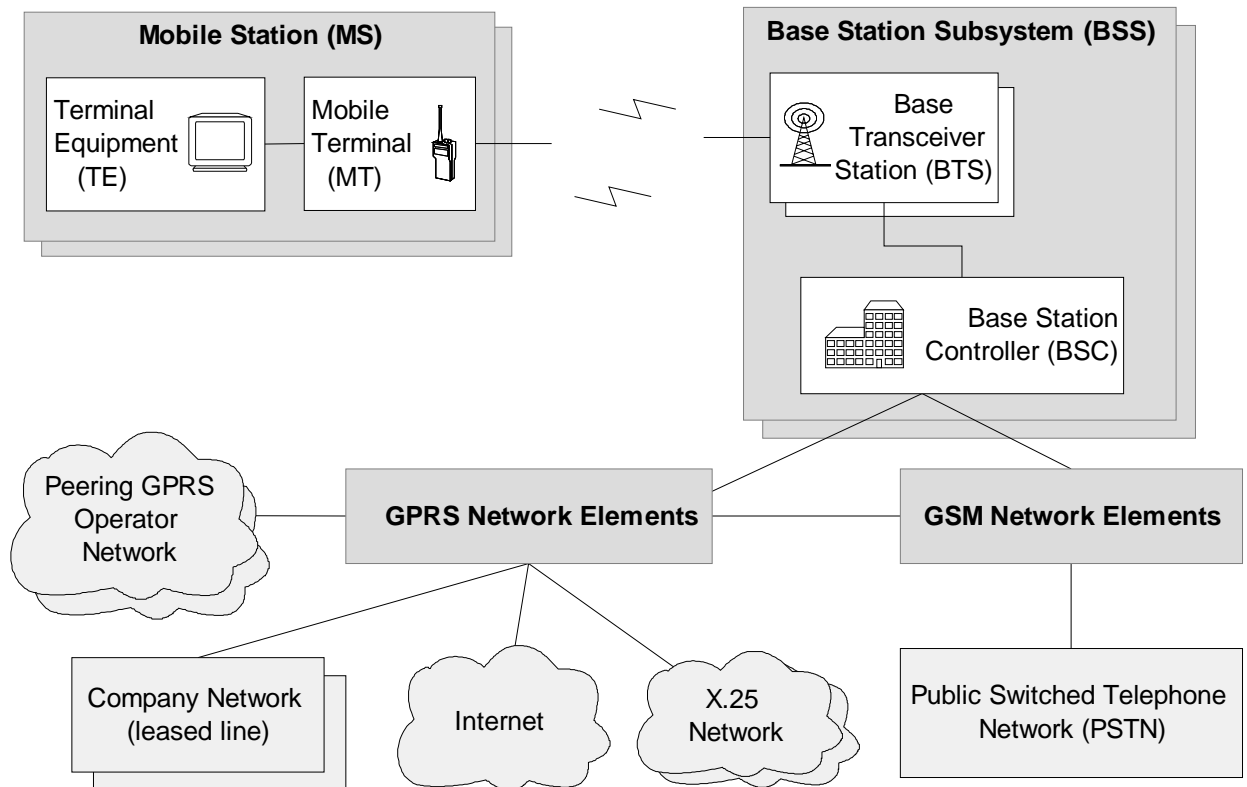 Mobile Station (MS)
Terminal
Equipment
(TE)
Mobile
Terminal
(MT)
Base Station Subsystem (BSS)
Base
Transceiver
Station (BTS)
Base Station
Controller (BSC)
Peering GPRS
Operator
Network
GPRS Network Elements
GSM Network Elements
Company Network
(leased line)
Internet
X.25
Network
Public Switched Telephone
Network (PSTN)